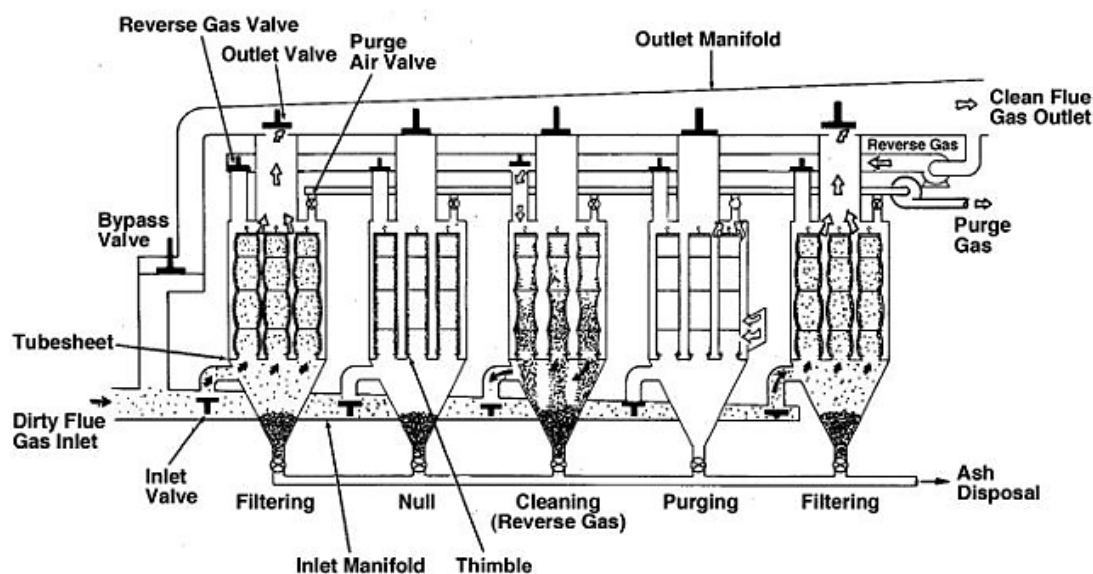 Reverse Gas Valve
Outlet Valve
Purge
Air Valve
Outlet Manifold
Clean Flue
Gas Outlet
Reverse Gas
Purge
Gas
Bypass
Valve
Tubesheet
Dirty Flue
Gas Inlet
Inlet
Valve
Filtering
Null
Cleaning
(Reverse Gas)
Purging
Filtering
Ash
Disposal
Inlet Manifold
Thimble